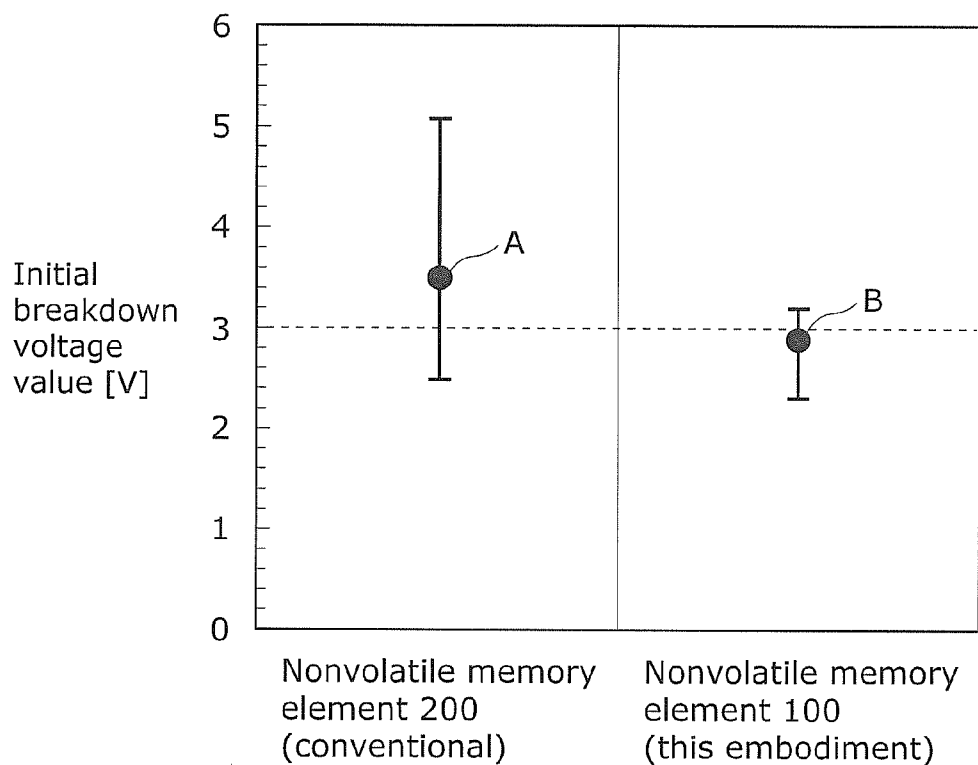 6
5
4
3
2
1
0
Initial
breakdown
voltage
value [V]
A
B
Nonvolatile memory
element 200
(conventional)
Nonvolatile memory
element 100
(this embodiment)